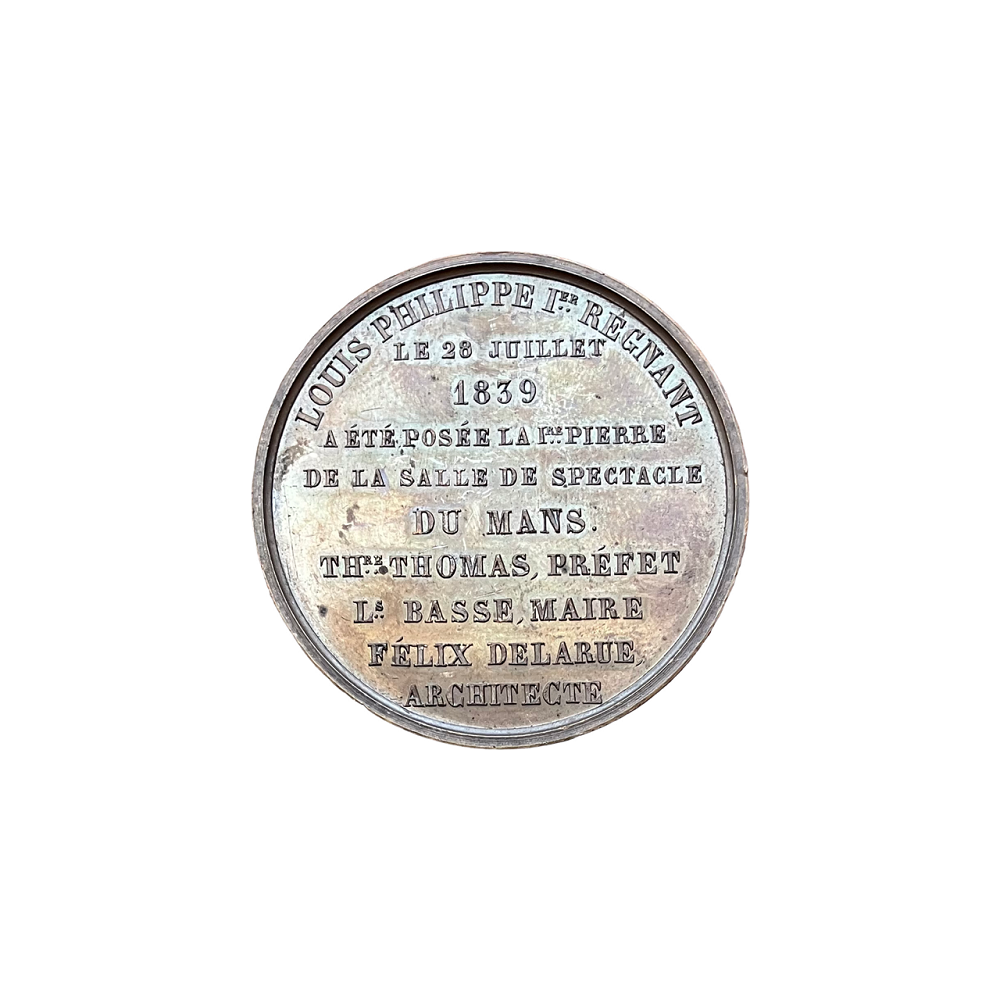 LOUIS PHILIPPE IER RÉGNANT
LE 28 JUILLET
1839
A ÉTÉ POSÉE LA IRE PIERRE
DE LA SALLE DE SPECTACLE
DU MANS.
THRE THOMAS, PRÉFET
LS BASSE, MAIRE
FÉLIX DELARUE,
ARCHITECTE